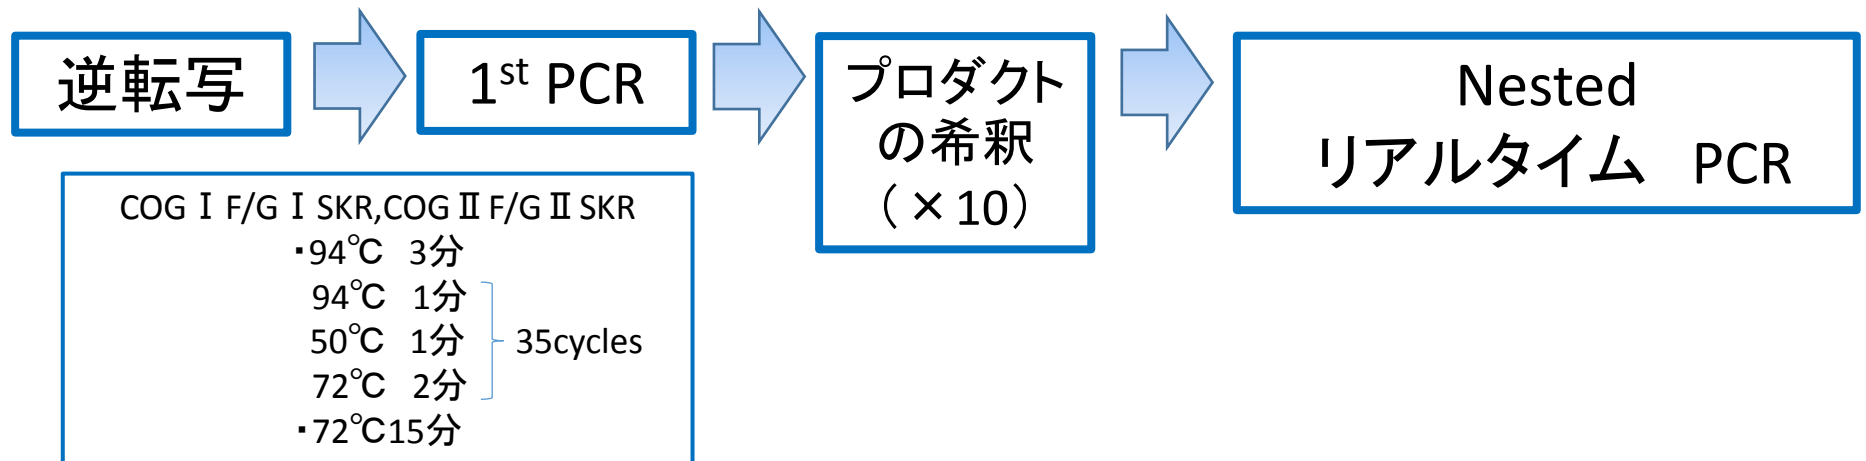 逆転写
1st PCR
プロダクト
の希釈
（×10）
Nested
リアルタイム　PCR
COGⅠF/GⅠSKR,COGⅡF/GⅡSKR
・94℃ 3分
94℃ 1分
50℃ 1分
72℃ 2分
35cycles
・72℃15分